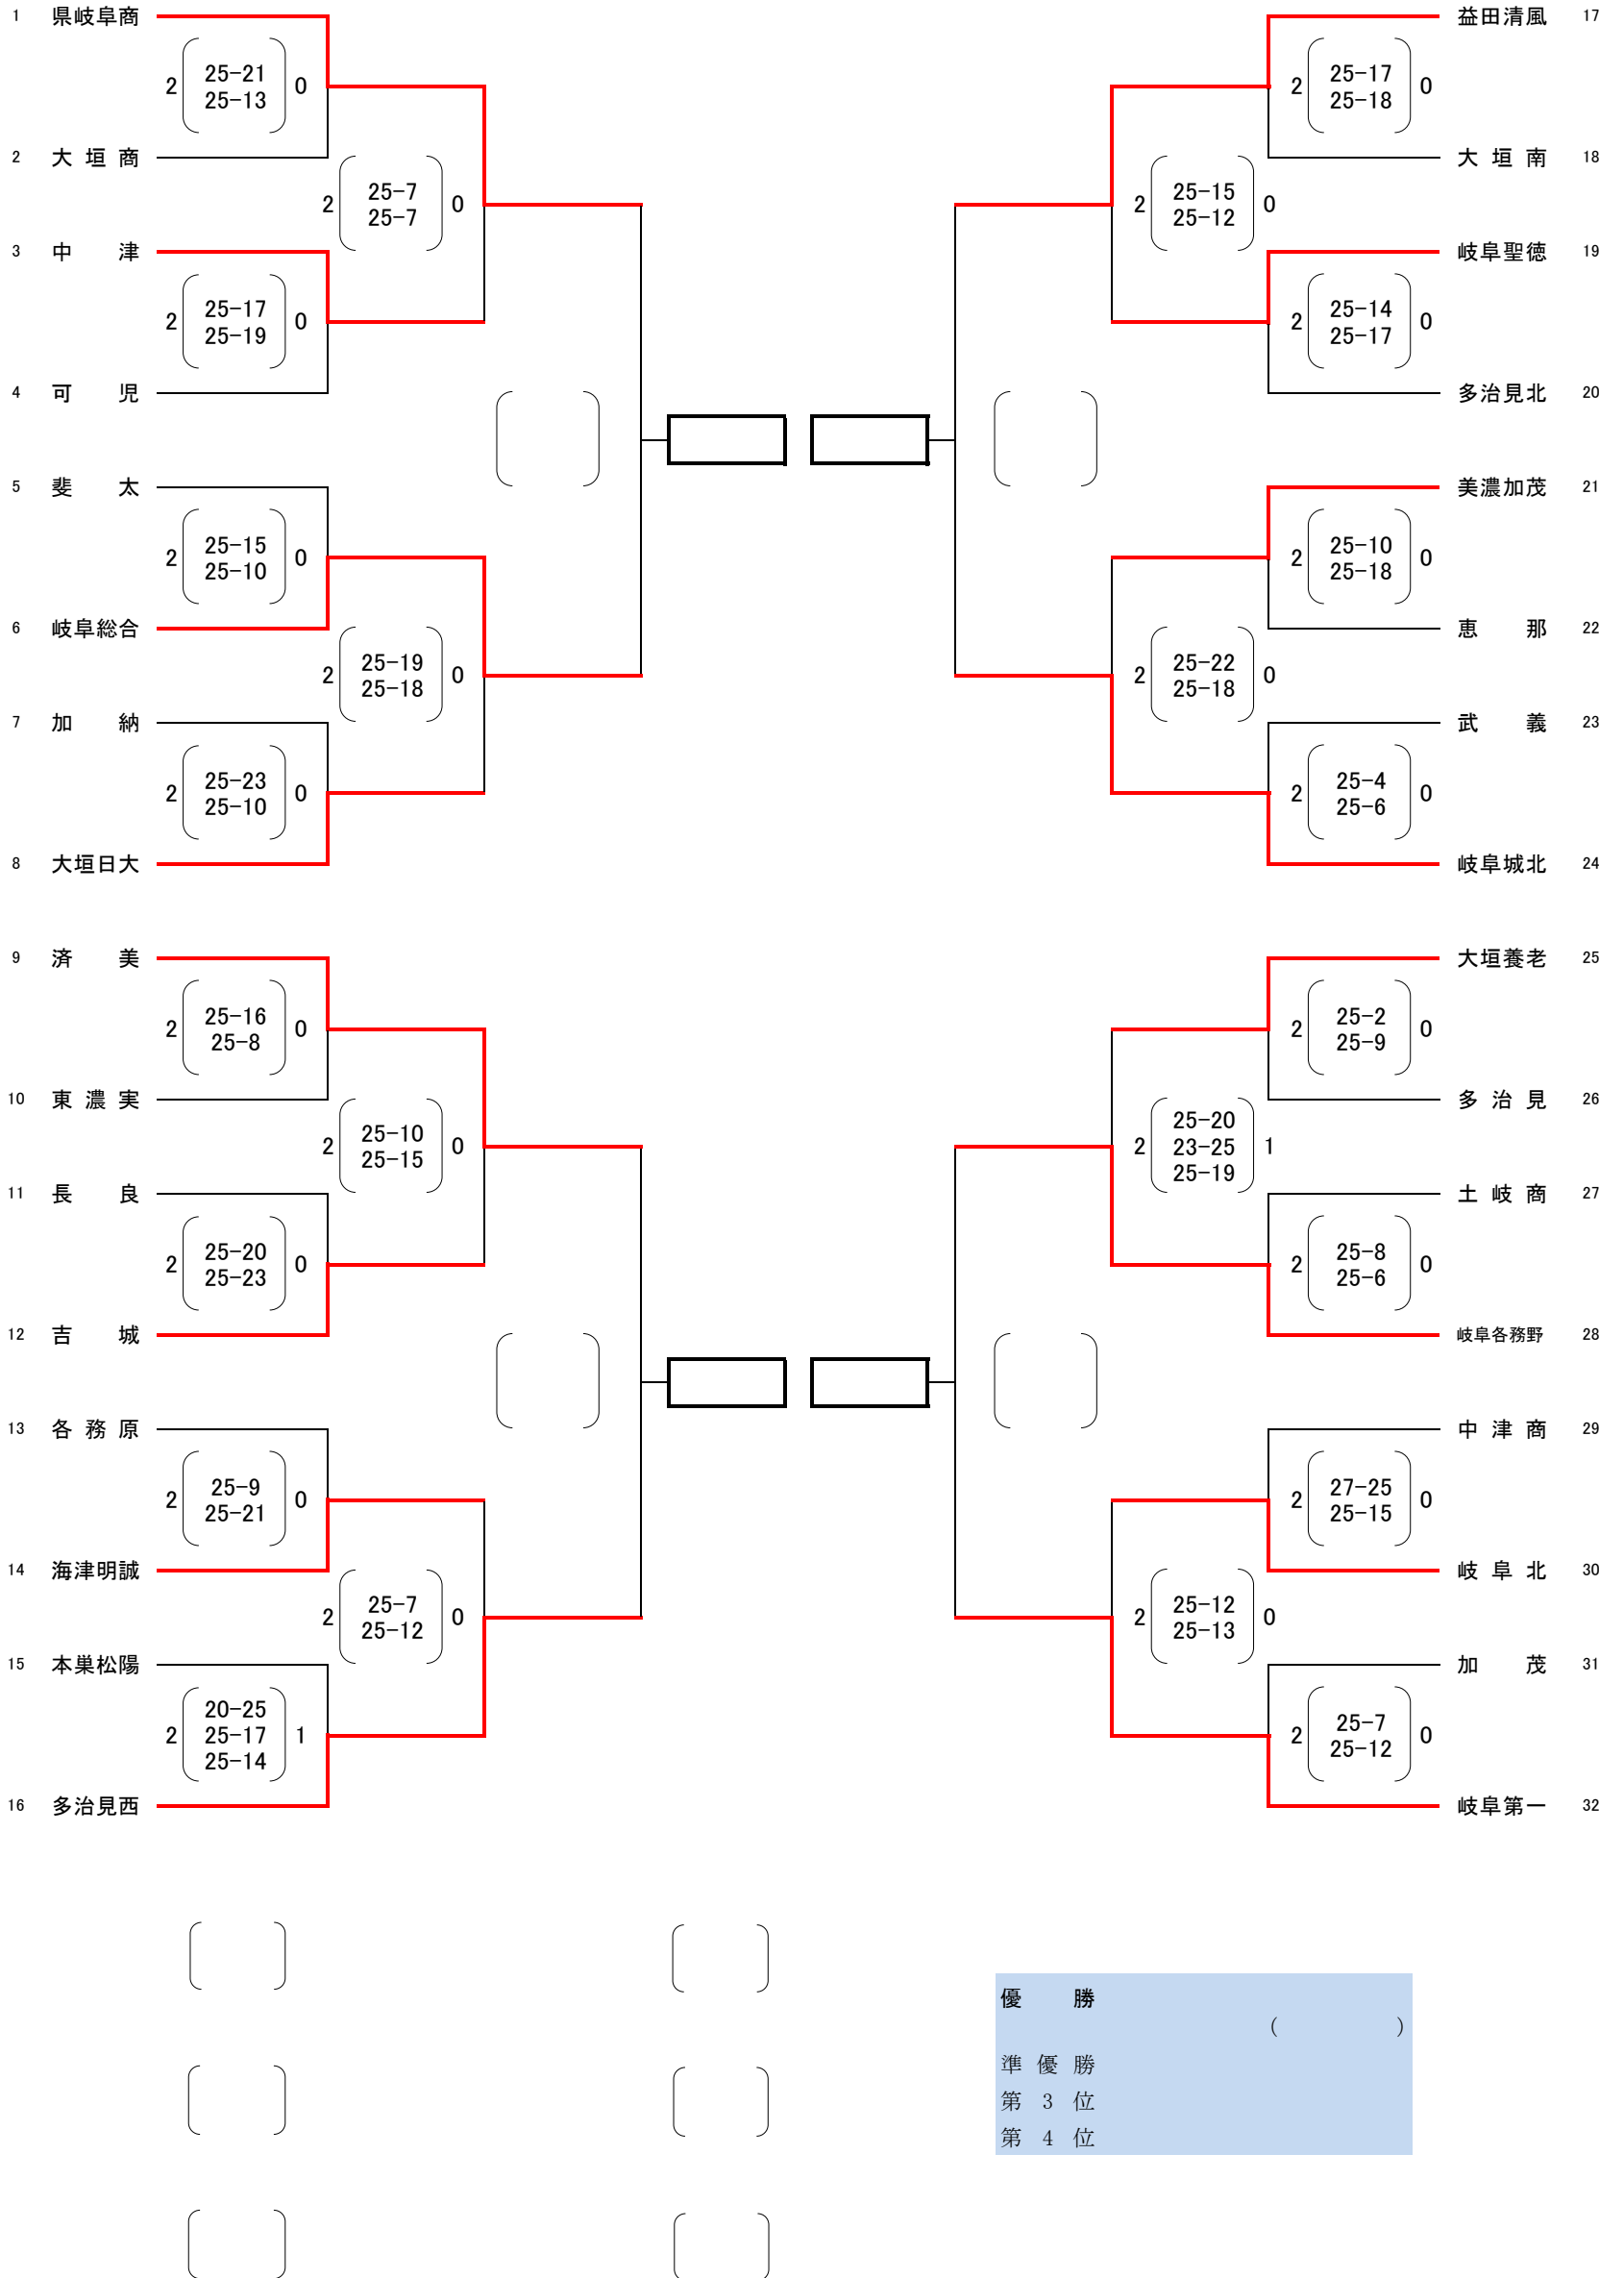 1 県岐阜商
2 25-21 0
25-13
2 大垣商
2 25-7 0
25-7
3 中津
2 25-17 0
25-19
4 可児
5 斐太
2 25-15 0
25-10
6 岐阜総合
2 25-19 0
25-18
7 加納
2 25-23 0
25-10
8 大垣日大
9 済美
2 25-16 0
25-8
10 東濃実
2 25-10 0
25-15
11 長良
2 25-20 0
25-23
12 吉城
13 各務原
2 25-9 0
25-21
14 海津明誠
2 25-7 0
25-12
15 本巣松陽
20-25
2 25-17 1
25-14
16 多治見西
益田清風 17
2 25-17 0
25-18
大垣南 18
2 25-15 0
25-12
岐阜聖徳 19
2 25-14 0
25-17
多治見北 20
美濃加茂 21
2 25-10 0
25-18
恵那 22
2 25-22 0
25-18
武義 23
2 25-4 0
25-6
岐阜城北 24
大垣養老 25
2 25-2 0
25-9
多治見 26
25-20
2 23-25 1
25-19
土岐商 27
2 25-8 0
25-6
岐阜各務野 28
中津商 29
2 27-25 0
25-15
岐阜北 30
2 25-12 0
25-13
加茂 31
2 25-7 0
25-12
岐阜第一 32
優勝
( )
準優勝
第3位
第4位